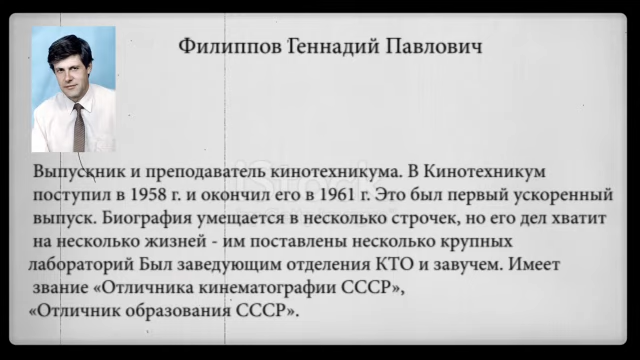 Филиппов Геннадий Павлович
Выпускник и преподаватель кинотехникума. В Кинотехникум
поступил в 1958 г. и окончил его в 1961 г. Это был первый ускоренный
выпуск. Биография умещается в несколько строчек, но его дел хватит
на несколько жизней - им поставлены несколько крупных
лабораторий Был заведующим отделения КТО и завучем. Имеет
звание «Отличника кинематографии СССР»,
«Отличник образования СССР».